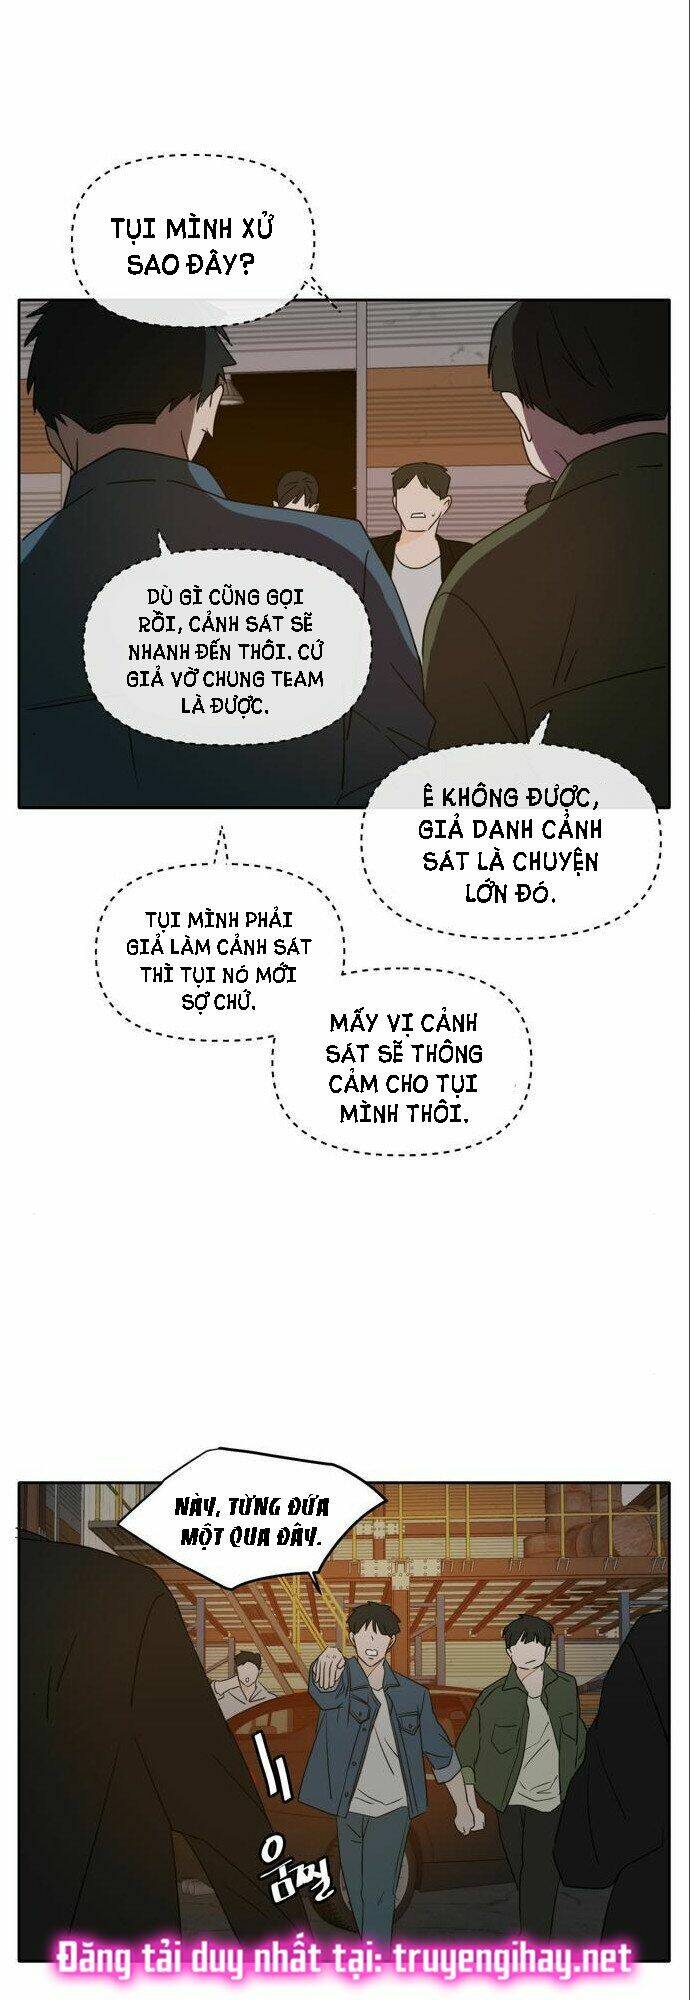 TỤI MÌNH XỬ
SAO ĐÂY?
DÙ GÌ CŨNG GỌI
RỒI, CẢNH SÁT SẼ
NHANH ĐẾN THÔI. CỨ
GIẢ VỜ CHUNG TEAM
LÀ ĐƯỢC.
Ê KHÔNG ĐƯỢC,
GIẢ DANH CẢNH
SÁT LÀ CHUYỆN
LỚN ĐÓ.
TỤI MÌNH PHẢI
GIẢ LÀM CẢNH SÁT
THÌ TỤI NÓ MỚI
SỢ CHỨ.
MẤY VỊ CẢNH
SÁT SẼ THÔNG
CẢM CHO TỤI
MÌNH THÔI.
NÀY, TỪNG ĐỨA
MỘT QUA ĐÂY.
움찔
Đăng tải duy nhất tại: truyengihay.net